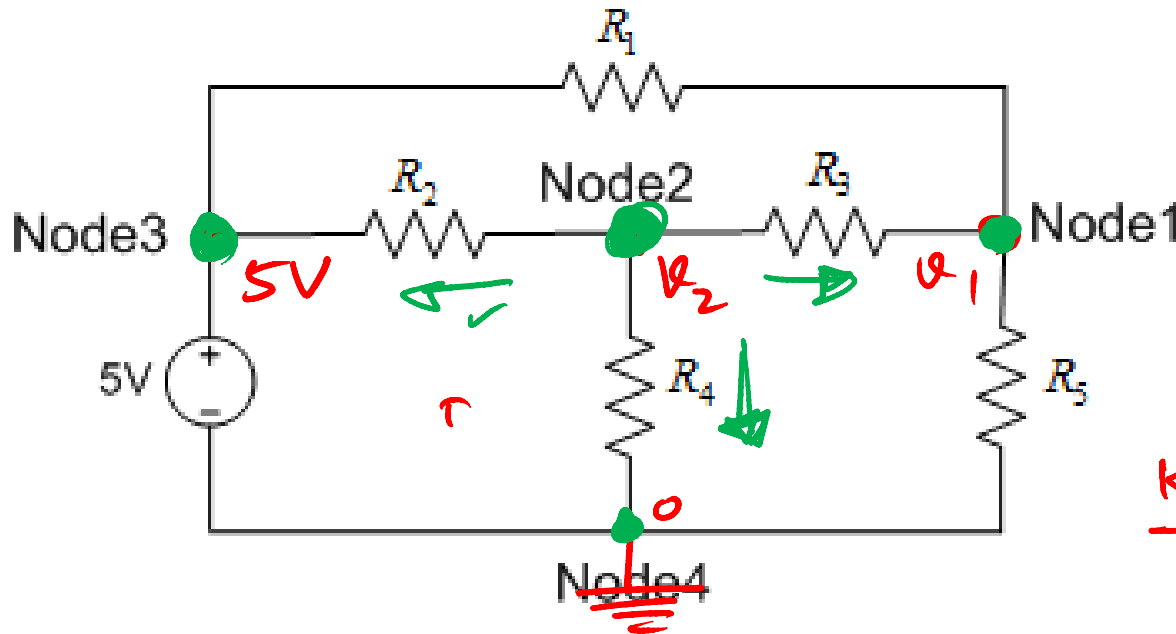 R₁
R₂
Node2
R₃
Node3
Node1
5V
v₂
v₁
5V
+
−
R₄
R₅
0
K
Node4